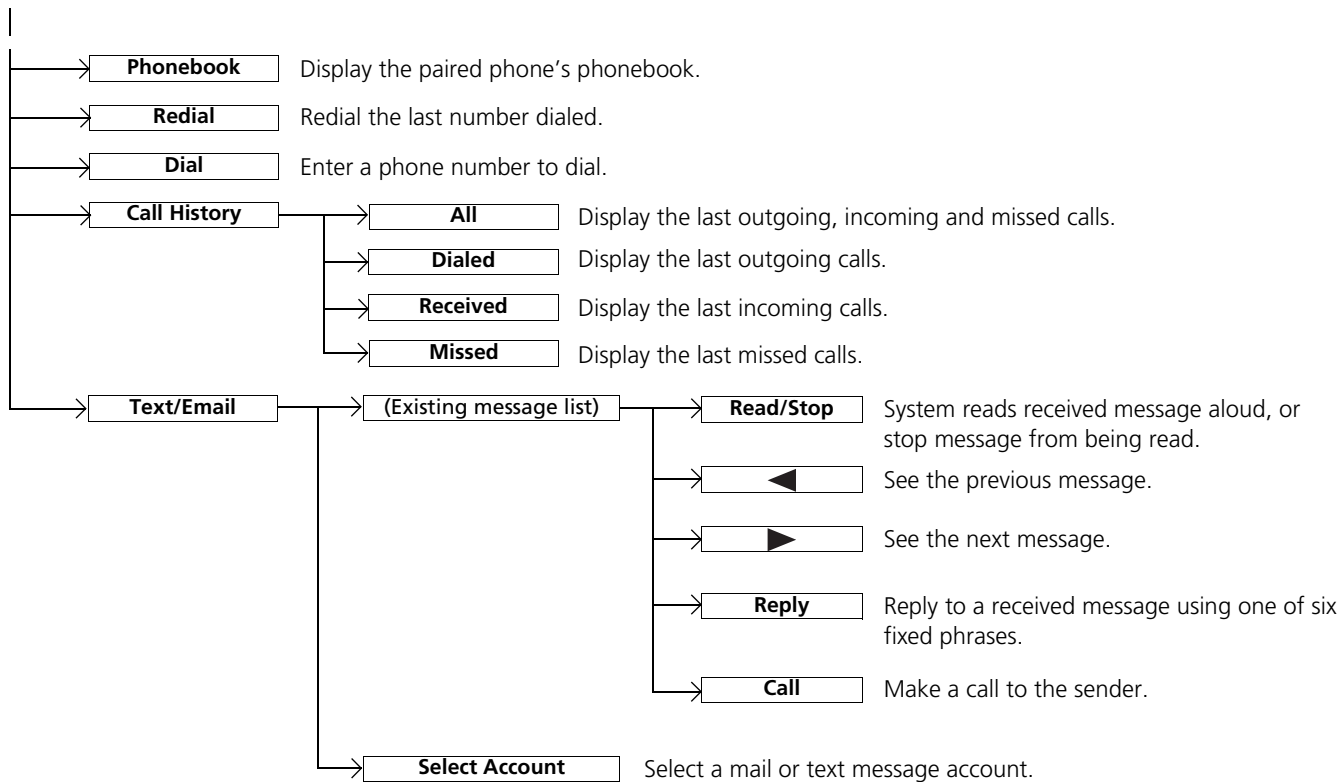 Phonebook Display the paired phone’s phonebook.
Redial Redial the last number dialed.
Dial Enter a phone number to dial.
Call History All Display the last outgoing, incoming and missed calls.
Dialed Display the last outgoing calls.
Received Display the last incoming calls.
Missed Display the last missed calls.
Text/Email (Existing message list) Read/Stop System reads received message aloud, or
stop message from being read.
See the previous message.
See the next message.
Reply Reply to a received message using one of six
fixed phrases.
Call Make a call to the sender.
Select Account Select a mail or text message account.